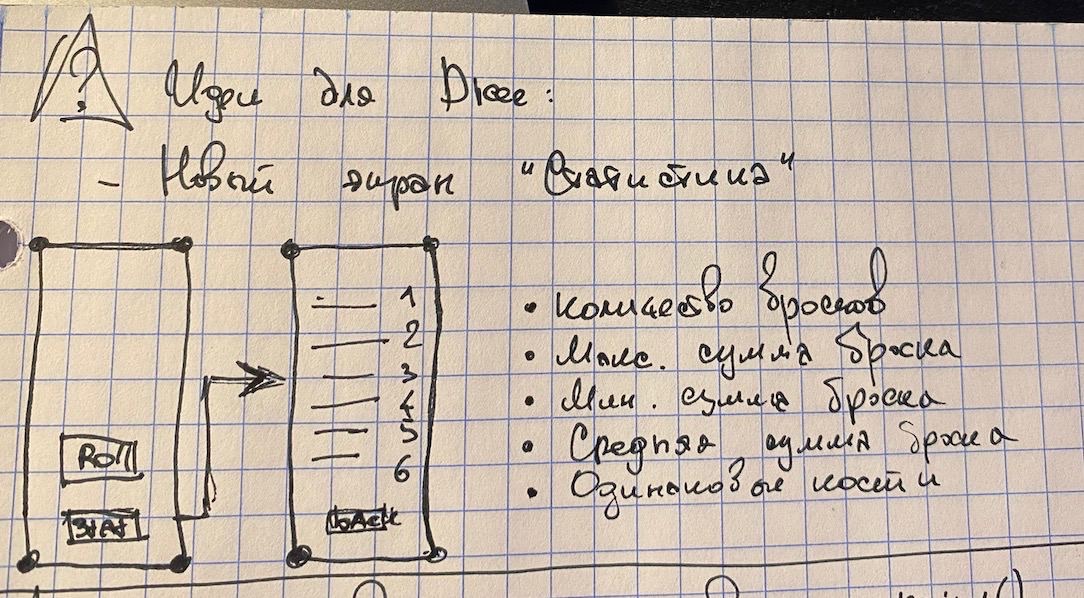 ?
Идеи для Dicee:
- Новый экран "Статистика"
1
2
3
4
5
6
Roll
STAT
BACK
• Количество бросков
• Макс. сумма броска
• Мин. сумма броска
• Средняя сумма броска
• Одинаковые кости